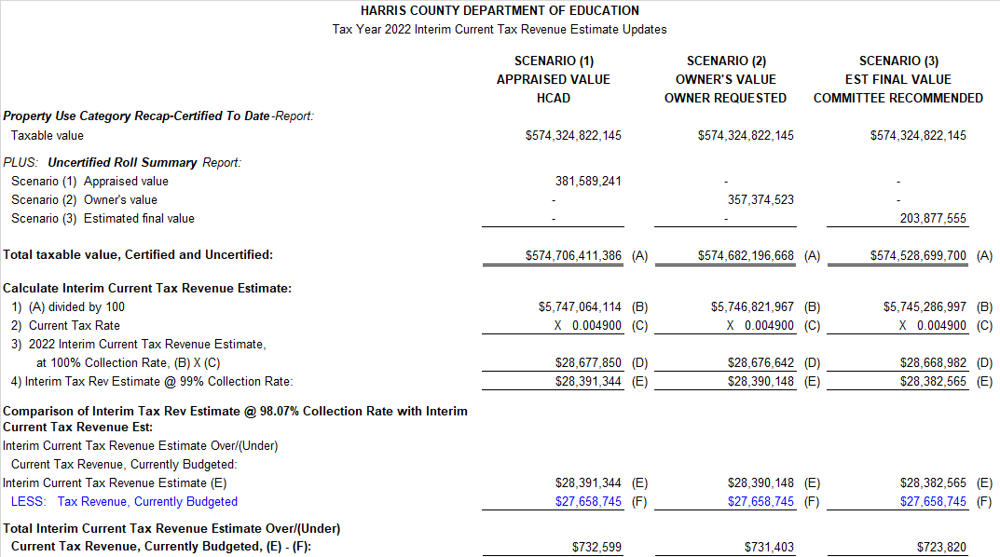 HARRIS COUNTY DEPARTMENT OF EDUCATION
Tax Year 2022 Interim Current Tax Revenue Estimate Updates
SCENARIO (1) SCENARIO (2) SCENARIO (3)
APPRAISED VALUE OWNER'S VALUE EST FINAL VALUE
HCAD OWNER REQUESTED COMMITTEE RECOMMENDED
Property Use Category Recap-Certified To Date-Report:
Taxable value $574,324,822,145 $574,324,822,145 $574,324,822,145
PLUS: Uncertified Roll Summary Report:
Scenario (1) Appraised value 381,589,241 - -
Scenario (2) Owner's value - 357,374,523 -
Scenario (3) Estimated final value - - 203,877,555
Total taxable value, Certified and Uncertified: $574,706,411,386 (A) $574,682,196,668 (A) $574,528,699,700 (A)
Calculate Interim Current Tax Revenue Estimate:
1) (A) divided by 100 $5,747,064,114 (B) $5,746,821,967 (B) $5,745,286,997 (B)
2) Current Tax Rate X 0.004900 (C) X 0.004900 (C) X 0.004900 (C)
3) 2022 Interim Current Tax Revenue Estimate,
at 100% Collection Rate, (B) X (C) $28,677,850 (D) $28,676,642 (D) $28,668,982 (D)
4) Interim Tax Rev Estimate @ 99% Collection Rate: $28,391,344 (E) $28,390,148 (E) $28,382,565 (E)
Comparison of Interim Tax Rev Estimate @ 98.07% Collection Rate with Interim
Current Tax Revenue Est:
Interim Current Tax Revenue Estimate Over/(Under)
Current Tax Revenue, Currently Budgeted:
Interim Current Tax Revenue Estimate (E) $28,391,344 (E) $28,390,148 (E) $28,382,565 (E)
LESS: Tax Revenue, Currently Budgeted $27,658,745 (F) $27,658,745 (F) $27,658,745 (F)
Total Interim Current Tax Revenue Estimate Over/(Under)
Current Tax Revenue, Currently Budgeted, (E) - (F): $732,599 $731,403 $723,820